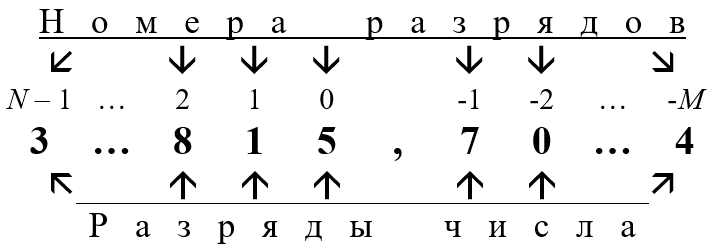 Номера разрядов
N – 1 … 2 1 0 -1 -2 … -M
3 … 8 1 5 , 7 0 … 4
Разряды числа